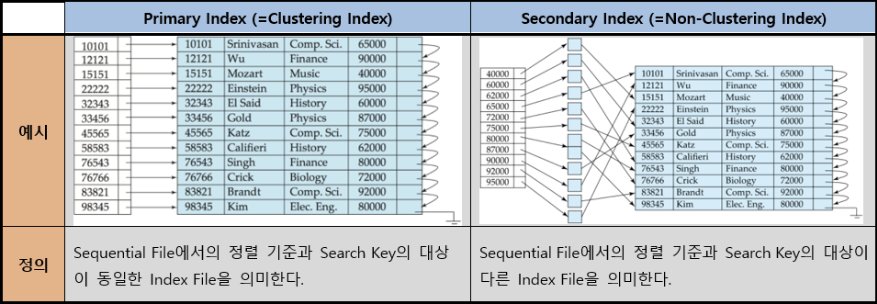 Primary Index (=Clustering Index)
Secondary Index (=Non-Clustering Index)
예시
10101
12121
15151
22222
32343
33456
45565
58583
76543
76766
83821
98345
10101 Srinivasan Comp. Sci. 65000
12121 Wu Finance 90000
15151 Mozart Music 40000
22222 Einstein Physics 95000
32343 El Said History 60000
33456 Gold Physics 87000
45565 Katz Comp. Sci. 75000
58583 Califieri History 62000
76543 Singh Finance 80000
76766 Crick Biology 72000
83821 Brandt Comp. Sci. 92000
98345 Kim Elec. Eng. 80000
40000
60000
62000
65000
72000
75000
80000
87000
90000
92000
95000
10101 Srinivasan Comp. Sci. 65000
12121 Wu Finance 90000
15151 Mozart Music 40000
22222 Einstein Physics 95000
32343 El Said History 60000
33456 Gold Physics 87000
45565 Katz Comp. Sci. 75000
58583 Califieri History 62000
76543 Singh Finance 80000
76766 Crick Biology 72000
83821 Brandt Comp. Sci. 92000
98345 Kim Elec. Eng. 80000
정의
Sequential File에서의 정렬 기준과 Search Key의 대상
이 동일한 Index File을 의미한다.
Sequential File에서의 정렬 기준과 Search Key의 대상이
다른 Index File을 의미한다.